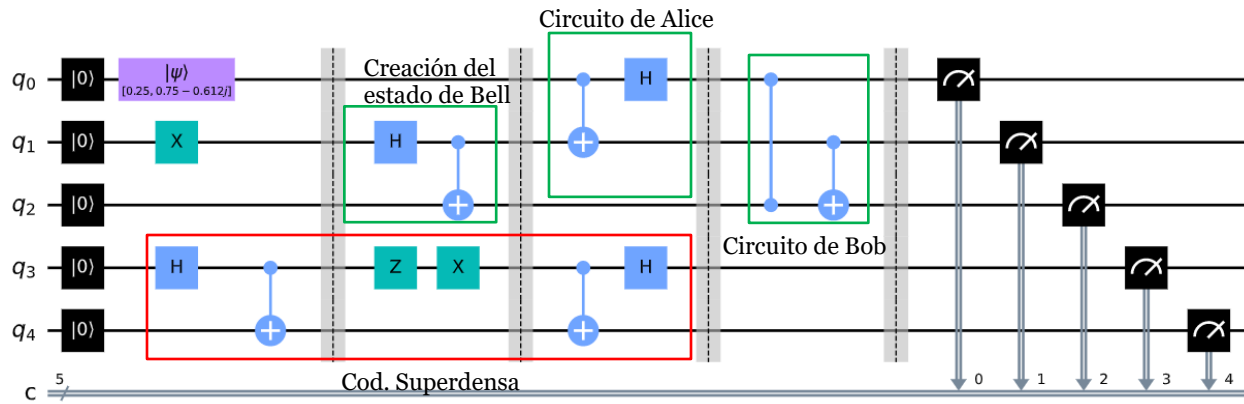 Circuito de Alice
q0 |0⟩ |ψ⟩ H
[0.25, 0.75 − 0.612j]
Creación del
estado de Bell
q1 |0⟩ X H
q2 |0⟩
Circuito de Bob
q3 |0⟩ H Z X H
q4 |0⟩
Cod. Superdensa
c 5 0 1 2 3 4